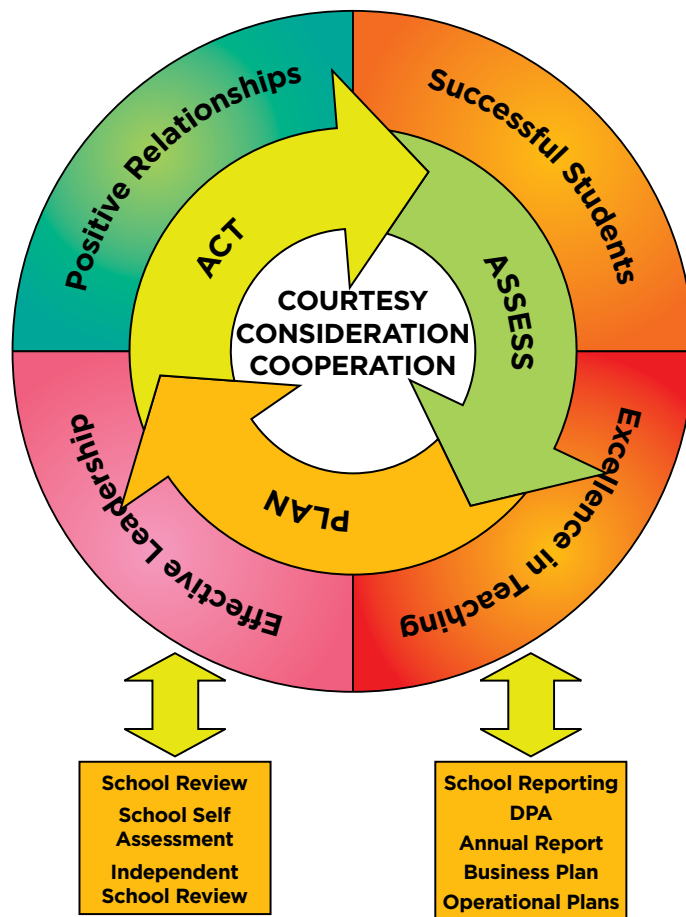 Positive Relationships
Successful Students
ACT
ASSESS
COURTESY
CONSIDERATION
COOPERATION
PLAN
Effective Leadership
Excellence in Teaching
School Review
School Self
Assessment
Independent
School Review
School Reporting
DPA
Annual Report
Business Plan
Operational Plans